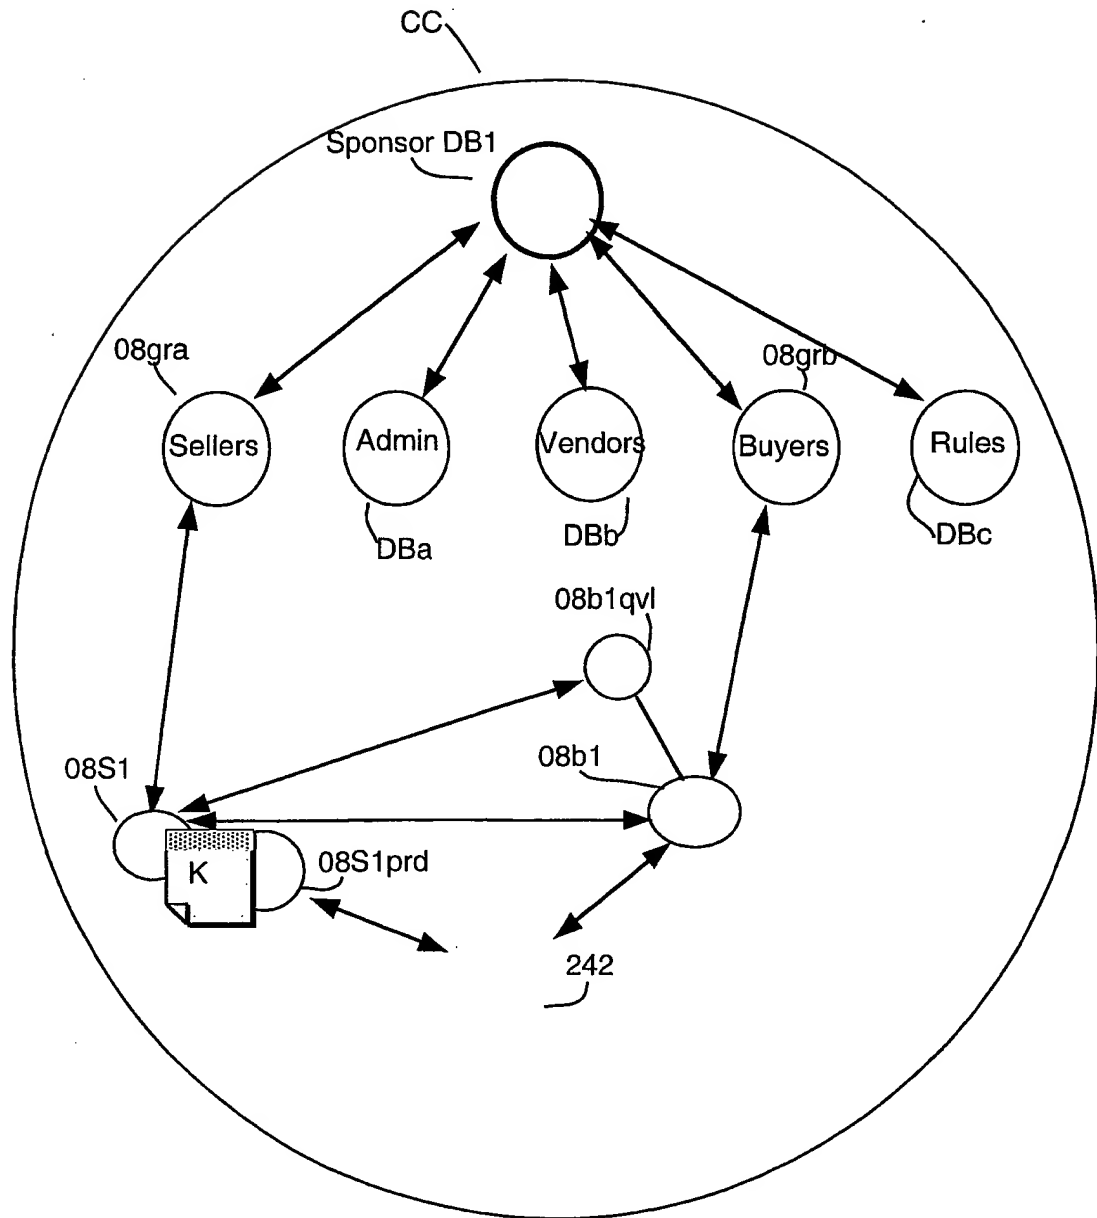 CC
Sponsor DB1
08gra
08grb
Sellers
Admin
Vendors
Buyers
Rules
DBa
DBb
DBc
08b1qvl
08b1
08S1
K
08S1prd
242